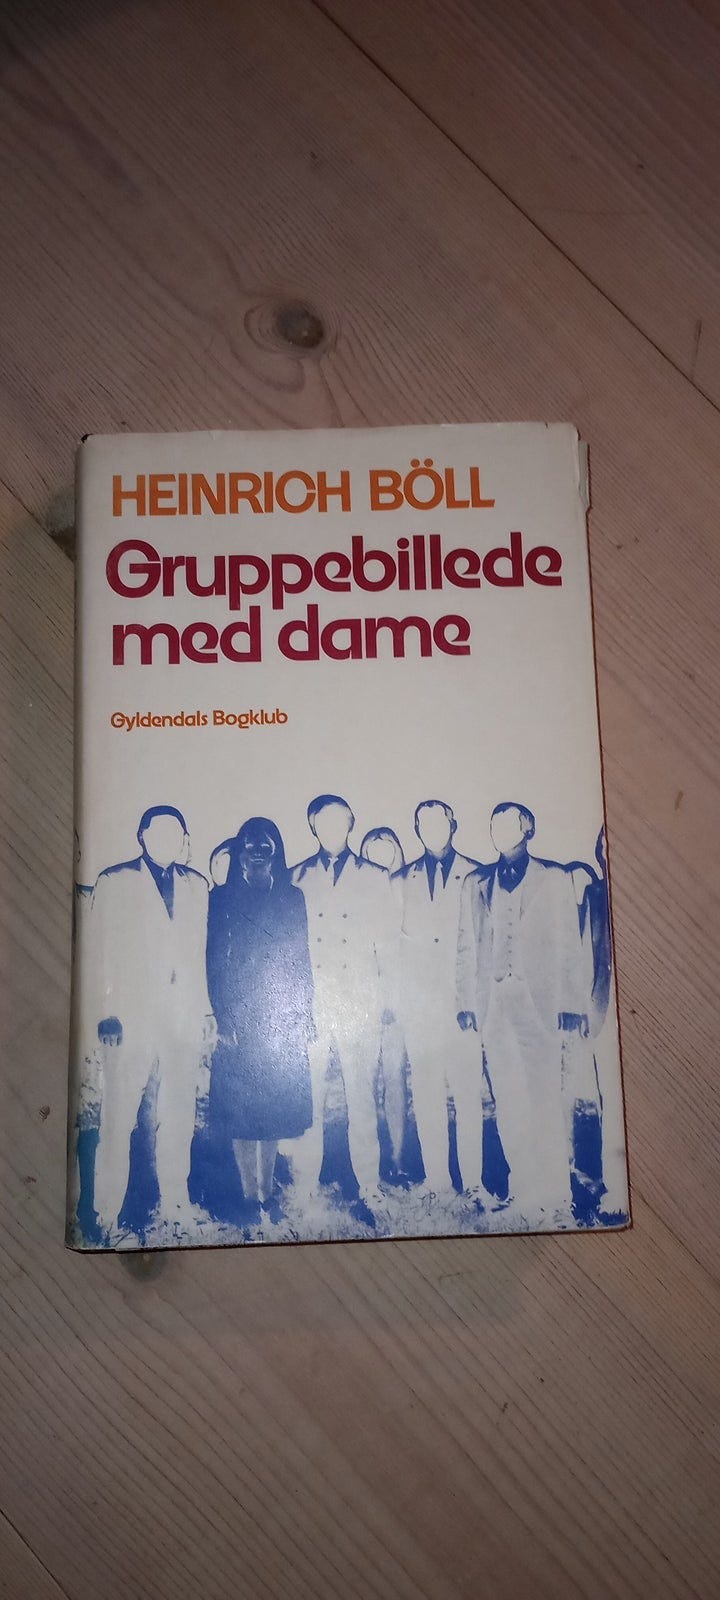 HEINRICH BÖLL
Gruppebillede
med dame
Gyldendals Bogklub